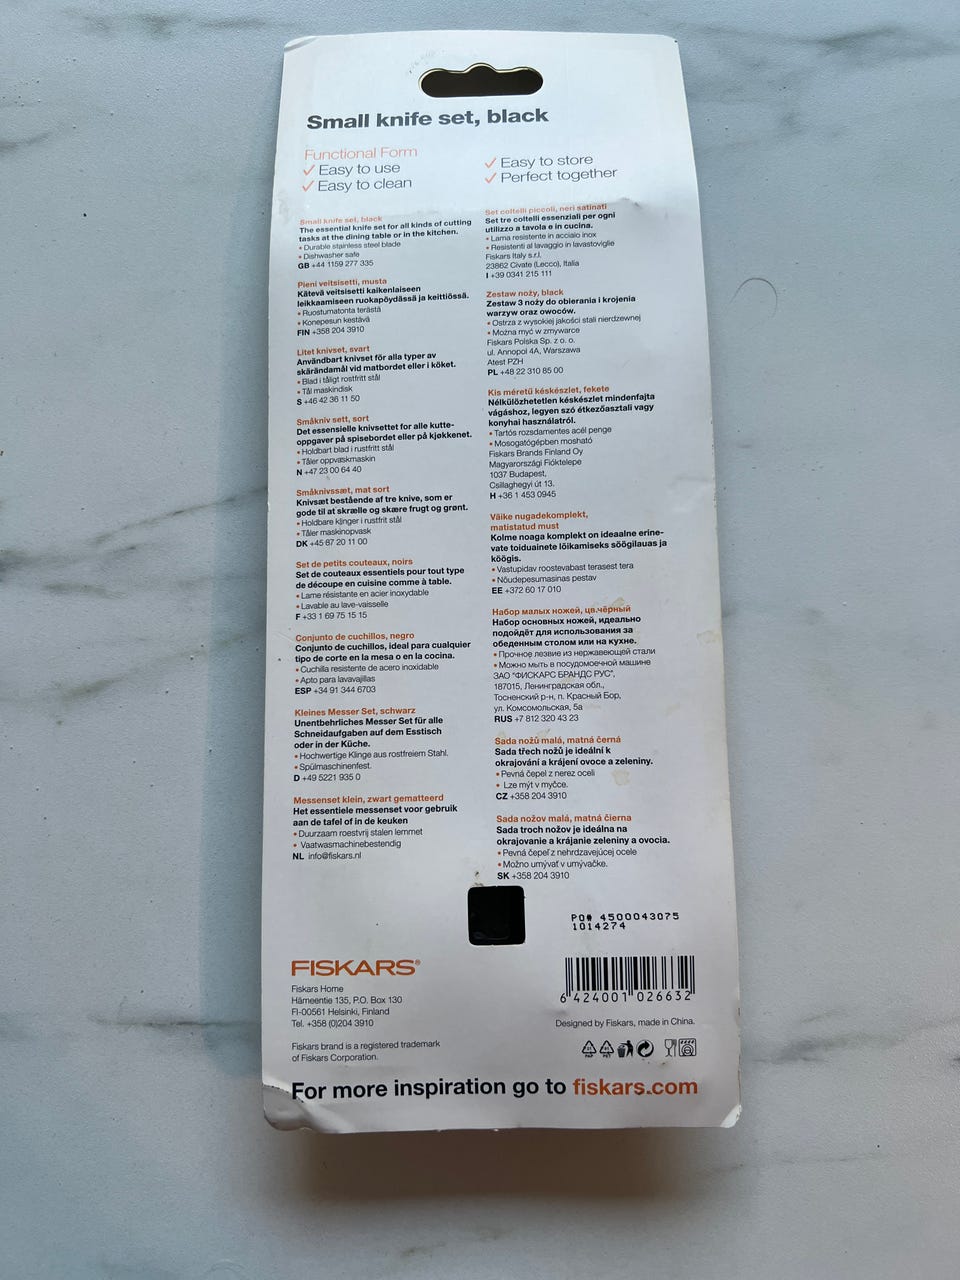 Small knife set, black
Functional Form
✓ Easy to use
✓ Easy to clean
✓ Easy to store
✓ Perfect together
Small knife set, black
The essential knife set for all kinds of cutting
tasks at the dining table or in the kitchen.
• Durable stainless steel blade
• Dishwasher safe
GB +44 1159 277 335
Pieni veitsisetti, musta
Kätevä veitsisetti kaikenlaiseen
leikkaamiseen ruokapöydässä ja keittiössä.
• Ruostumatonta terästä
• Konepesun kestävä
FIN +358 204 3910
Litet knivset, svart
Användbart knivset för alla typer av
skärändamål vid matbordet eller i köket.
• Blad i tåligt rostfritt stål
• Tål maskindisk
S +46 42 36 11 50
Småkniv sett, sort
Det essensielle knivsettet for alle kutte-
oppgaver på spisebordet eller på kjøkkenet.
• Holdbart blad i rustfritt stål
• Tåler oppvaskmaskin
N +47 23 00 64 40
Småknivssæt, mat sort
Knivsæt bestående af tre knive, som er
gode til at skrælle og skære frugt og grønt.
• Holdbare klinger i rustfrit stål
• Tåler maskinopvask
DK +45 87 20 11 00
Set de petits couteaux, noirs
Set de couteaux essentiels pour tout type
de découpe en cuisine comme à table.
• Lame résistante en acier inoxydable
• Lavable au lave-vaisselle
F +33 1 69 75 15 15
Conjunto de cuchillos, negro
Conjunto de cuchillos, ideal para cualquier
tipo de corte en la mesa o en la cocina.
• Cuchilla resistente de acero inoxidable
• Apto para lavavajillas
ESP +34 91 344 6703
Kleines Messer Set, schwarz
Unentbehrliches Messer Set für alle
Schneidaufgaben auf dem Esstisch
oder in der Küche.
• Hochwertige Klinge aus rostfreiem Stahl.
• Spülmaschinenfest.
D +49 5221 935 0
Messenset klein, zwart gematteerd
Het essentiele messenset voor gebruik
aan de tafel of in de keuken
• Duurzaam roestvrij stalen lemmet
• Vaatwasmachinebestendig
NL info@fiskars.nl
Set coltelli piccoli, neri satinati
Set tre coltelli essenziali per ogni
utilizzo a tavola e in cucina.
• Lama resistente in acciaio inox
• Resistenti al lavaggio in lavastoviglie
Fiskars Italy s.r.l.
23862 Civate (Lecco), Italia
I +39 0341 215 111
Zestaw noży, black
Zestaw 3 noży do obierania i krojenia
warzyw oraz owoców.
• Ostrza z wysokiej jakości stali nierdzewnej
• Można myć w zmywarce
Fiskars Polska Sp. z o. o.
ul. Annopol 4A, Warszawa
Atest PZH
PL +48 22 310 85 00
Kis méretű késkészlet, fekete
Nélkülözhetetlen késkészlet mindenfajta
vágáshoz, legyen szó étkezőasztali vagy
konyhai használatról.
• Tartós rozsdamentes acél penge
• Mosogatógépben mosható
Fiskars Brands Finland Oy
Magyarországi Fióktelepe
1037 Budapest,
Csillaghegyi út 13.
H +36 1 453 0945
Väike nugadekomplekt,
matistatud must
Kolme noaga komplekt on ideaalne erine-
vate toiduainete lõikamiseks söögilauas ja
köögis.
• Vastupidav roostevabast terasest tera
• Nõudepesumasinas pestav
EE +372 60 17 010
Набор малых ножей, цв.чёрный
Набор основных ножей, идеально
подойдёт для использования за
обеденным столом или на кухне.
• Прочное лезвие из нержавеющей стали
• Можно мыть в посудомоечной машине
ЗАО "ФИСКАРС БРАНДС РУС",
187015, Ленинградская обл.,
Тосненский р-н, п. Красный Бор,
ул. Комсомольская, 5а
RUS +7 812 320 43 23
Sada nožů malá, matná černá
Sada třech nožů je ideální k
okrajování a krájení ovoce a zeleniny.
• Pevná čepel z nerez oceli
• Lze mýt v myčce.
CZ +358 204 3910
Sada nožov malá, matná čierna
Sada troch nožov je ideálna na
okrajovanie a krájanie zeleniny a ovocia.
• Pevná čepeľ z nehrdzavejúcej ocele
• Možno umývať v umývačke.
SK +358 204 3910
PO# 4500043075
1014274
FISKARS®
Fiskars Home
Hämeentie 135, P.O. Box 130
FI-00561 Helsinki, Finland
Tel. +358 (0)204 3910
Fiskars brand is a registered trademark
of Fiskars Corporation.
6 424001 026632
Designed by Fiskars, made in China.
PAP
PET
For more inspiration go to fiskars.com